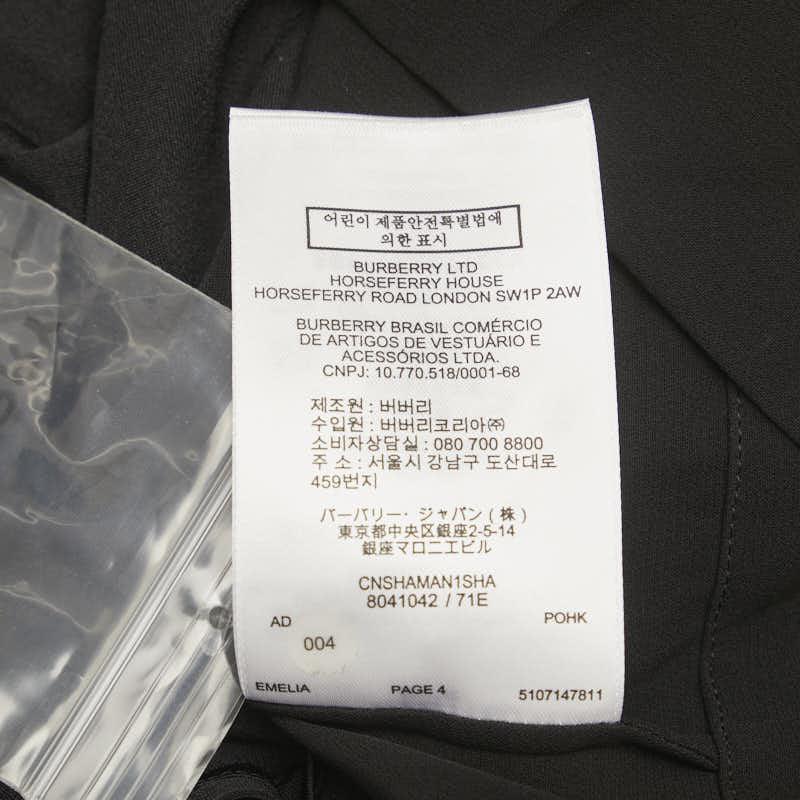 어린이 제품안전특별법에
의한 표시
BURBERRY LTD
HORSEFERRY HOUSE
HORSEFERRY ROAD LONDON SW1P 2AW
BURBERRY BRASIL COMÉRCIO
DE ARTIGOS DE VESTUÁRIO E
ACESSÓRIOS LTDA.
CNPJ: 10.770.518/0001-68
제조원 : 버버리
수입원 : 버버리코리아㈜
소비자상담실 : 080 700 8800
주 소 : 서울시 강남구 도산대로
459번지
バーバリー・ジャパン (株)
東京都中央区銀座2-5-14
銀座マロニエビル
CNSHAMAN1SHA
8041042 / 71E
AD POHK
004
EMELIA PAGE 4 5107147811